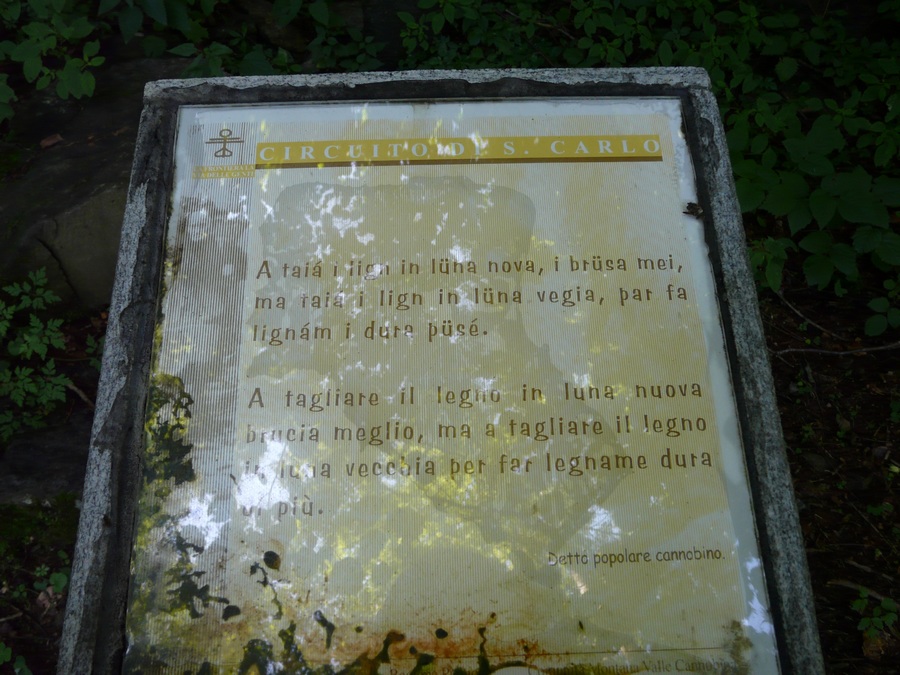 CIRCUITO DI S. CARLO
A taiá i lign in lüna nova, i brüsa mei,
ma taiá i lign in lüna vegia, par fa
lignám i dura püsé.
A tagliare il legno in luna nuova
brucia meglio, ma a tagliare il legno
in luna vecchia per far legname dura
di più.
Detto popolare cannobino.
Montana Valle